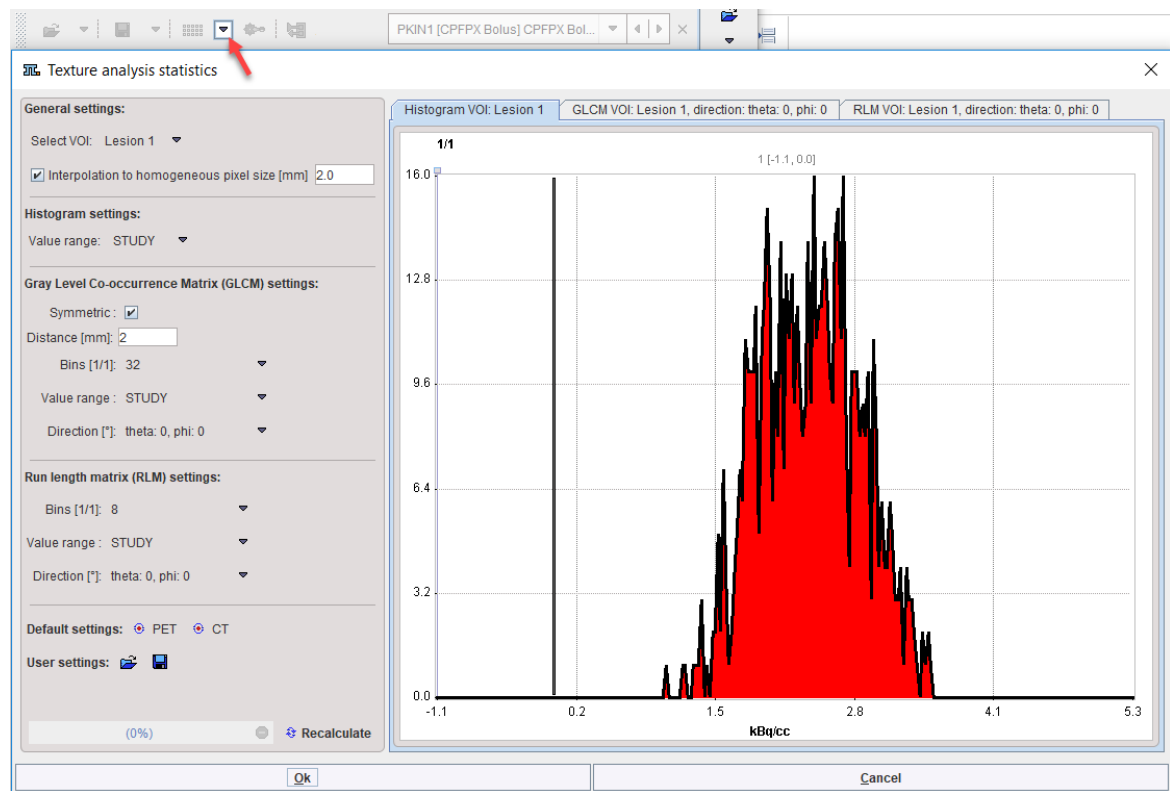 PKIN1 [CPFPX Bolus] CPFPX Bol...
Texture analysis statistics
General settings:
Select VOI: Lesion 1
Interpolation to homogeneous pixel size [mm] 2.0
Histogram settings:
Value range: STUDY
Gray Level Co-occurrence Matrix (GLCM) settings:
Symmetric :
Distance [mm]: 2
Bins [1/1]: 32
Value range : STUDY
Direction [°]: theta: 0, phi: 0
Run length matrix (RLM) settings:
Bins [1/1]: 8
Value range : STUDY
Direction [°]: theta: 0, phi: 0
Default settings: PET CT
User settings:
(0%) Recalculate
Histogram VOI: Lesion 1 GLCM VOI: Lesion 1, direction: theta: 0, phi: 0 RLM VOI: Lesion 1, direction: theta: 0, phi: 0
1/1
1 [-1.1, 0.0]
16.0
12.8
9.6
6.4
3.2
0.0
-1.1 0.2 1.5 2.8 4.1 5.3
kBq/cc
Ok Cancel